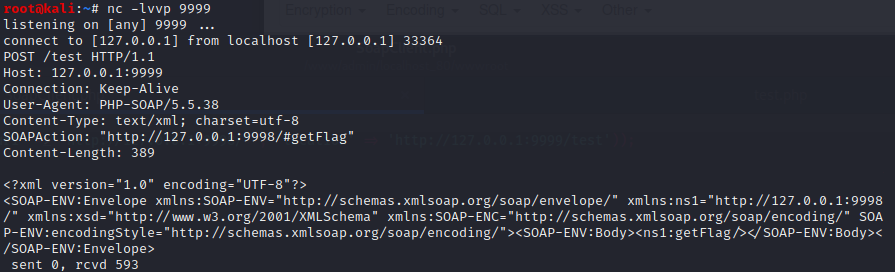 root@kali:~# nc -lvvp 9999
listening on [any] 9999 ...
connect to [127.0.0.1] from localhost [127.0.0.1] 33364
POST /test HTTP/1.1
Host: 127.0.0.1:9999
Connection: Keep-Alive
User-Agent: PHP-SOAP/5.5.38
Content-Type: text/xml; charset=utf-8
SOAPAction: "http://127.0.0.1:9998/#getFlag"
Content-Length: 389
<?xml version="1.0" encoding="UTF-8"?>
<SOAP-ENV:Envelope xmlns:SOAP-ENV="http://schemas.xmlsoap.org/soap/envelope/" xmlns:ns1="http://127.0.0.1:9998
/" xmlns:xsd="http://www.w3.org/2001/XMLSchema" xmlns:SOAP-ENC="http://schemas.xmlsoap.org/soap/encoding/" SOA
P-ENV:encodingStyle="http://schemas.xmlsoap.org/soap/encoding/"><SOAP-ENV:Body><ns1:getFlag/></SOAP-ENV:Body><
/SOAP-ENV:Envelope>
sent 0, rcvd 593